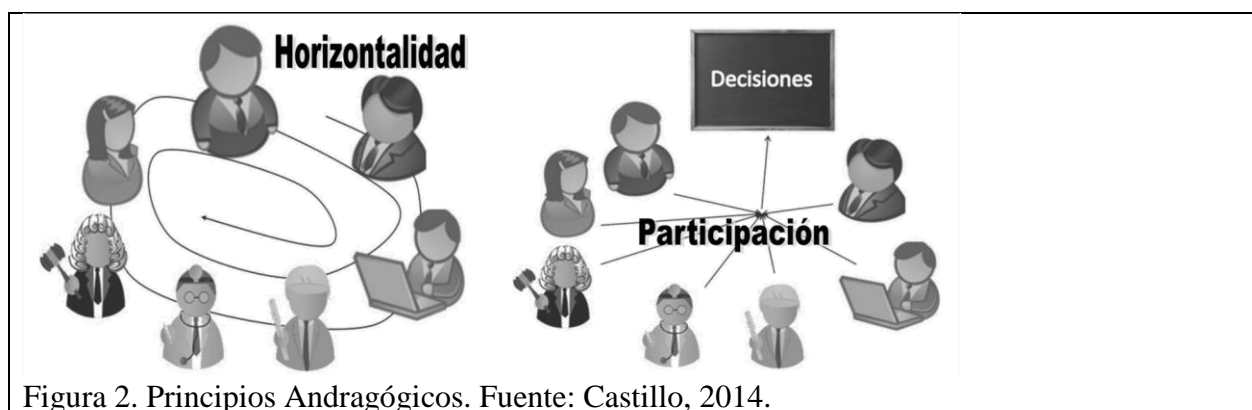 Horizontalidad
Decisiones
Participación
Figura 2. Principios Andragógicos. Fuente: Castillo, 2014.